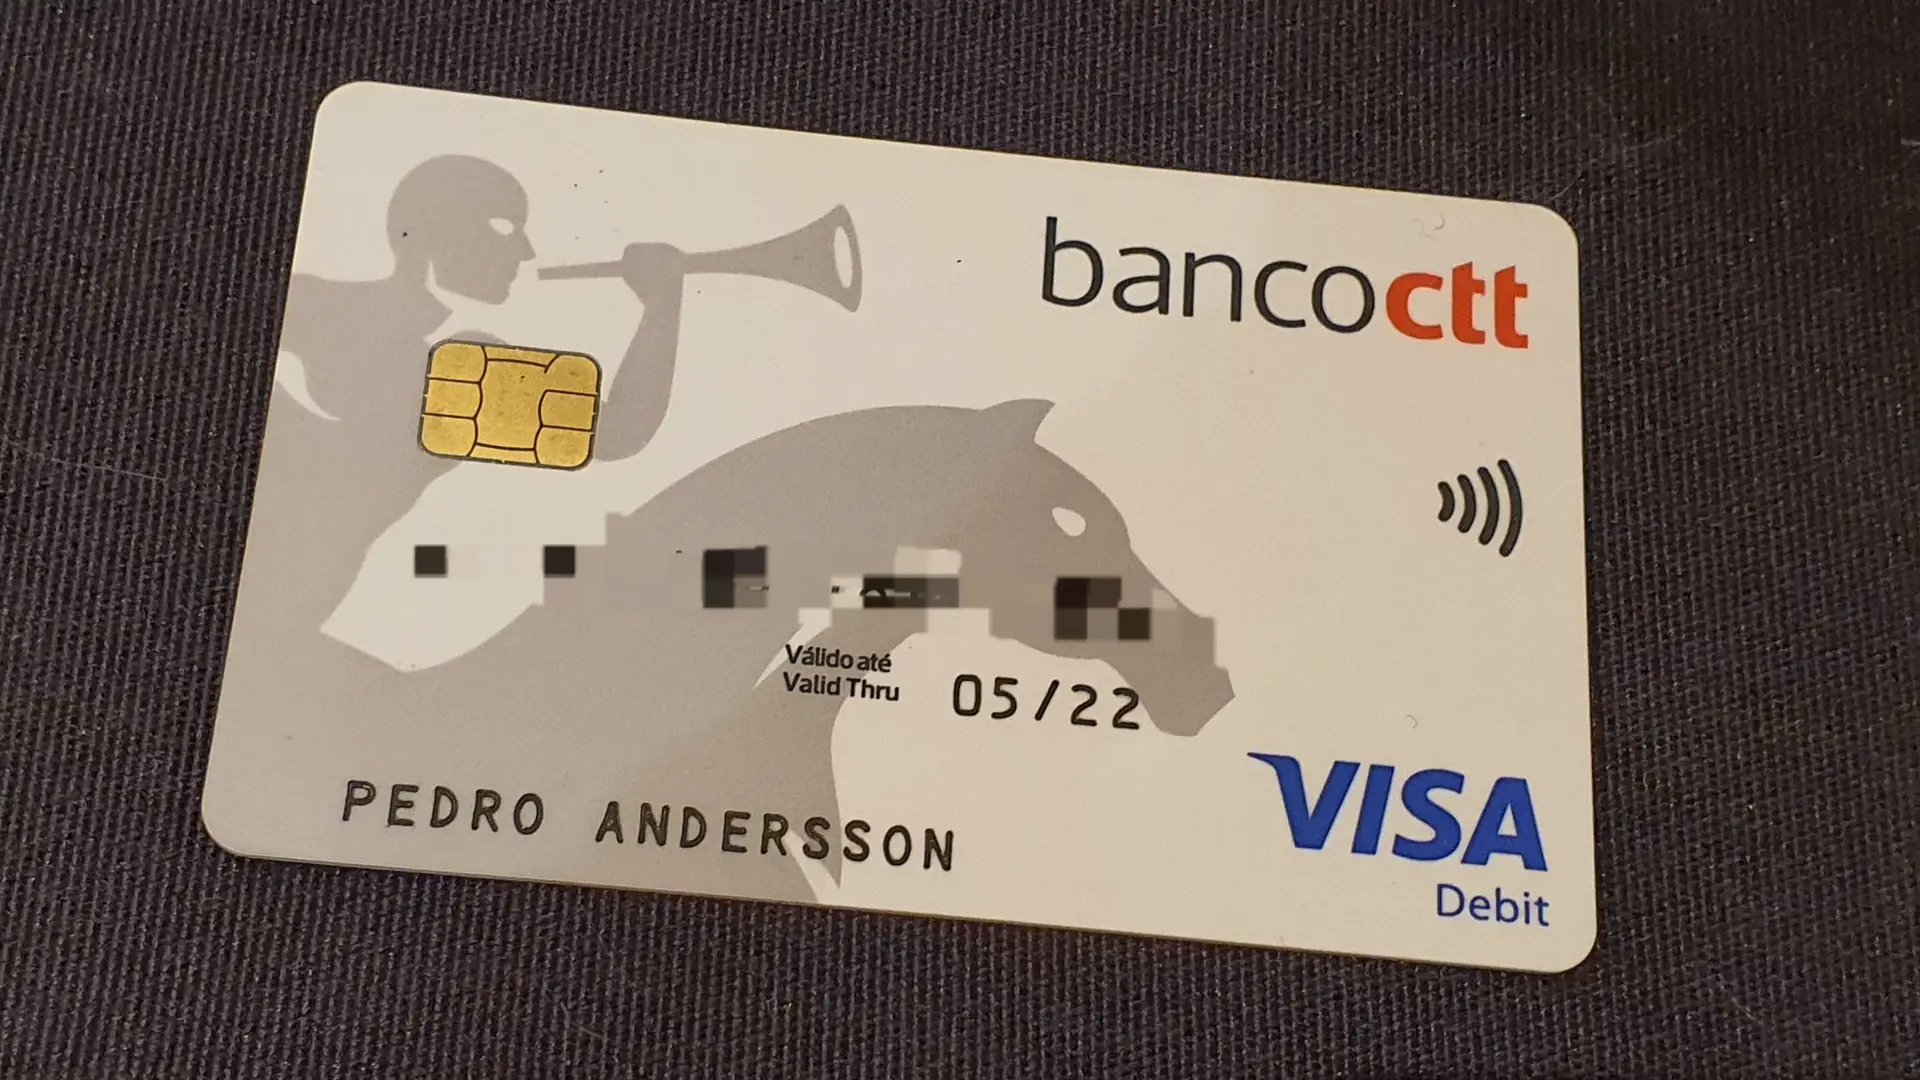 bancoctt
Válido até
Valid Thru
05/22
PEDRO ANDERSSON
VISA
Debit